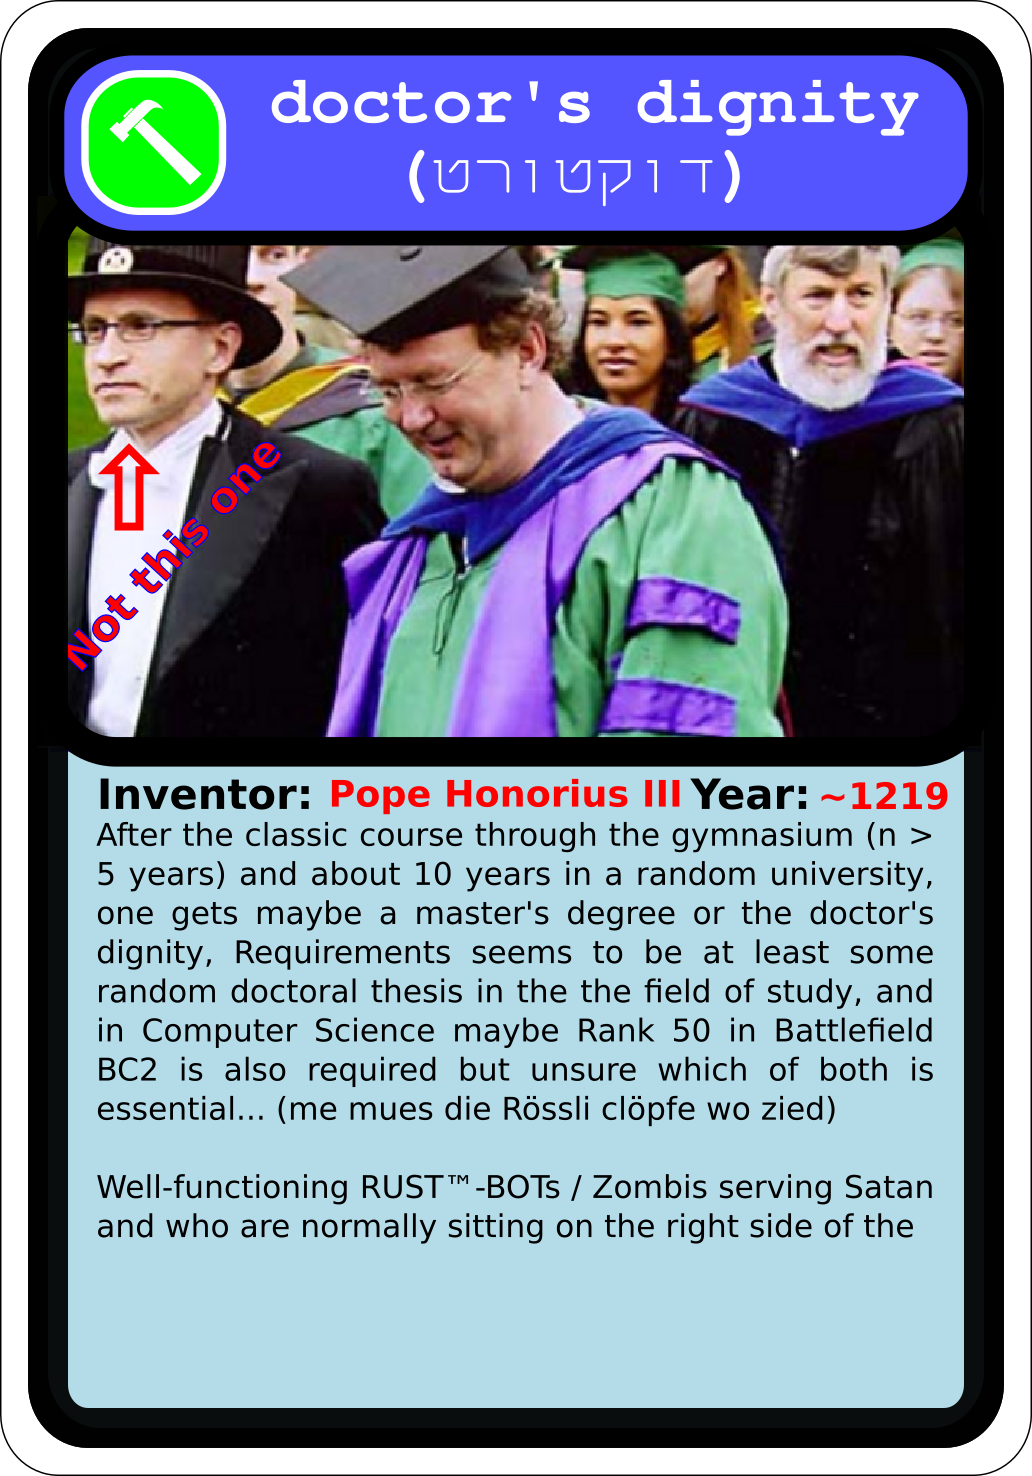 doctor's dignity
(דוקטורט)
Not this one
Inventor: Pope Honorius III Year: ~1219
After the classic course through the gymnasium (n >
5 years) and about 10 years in a random university,
one gets maybe a master's degree or the doctor's
dignity, Requirements seems to be at least some
random doctoral thesis in the the field of study, and
in Computer Science maybe Rank 50 in Battlefield
BC2 is also required but unsure which of both is
essential... (me mues die Rössli clöpfe wo zied)
Well-functioning RUST™-BOTs / Zombis serving Satan
and who are normally sitting on the right side of the